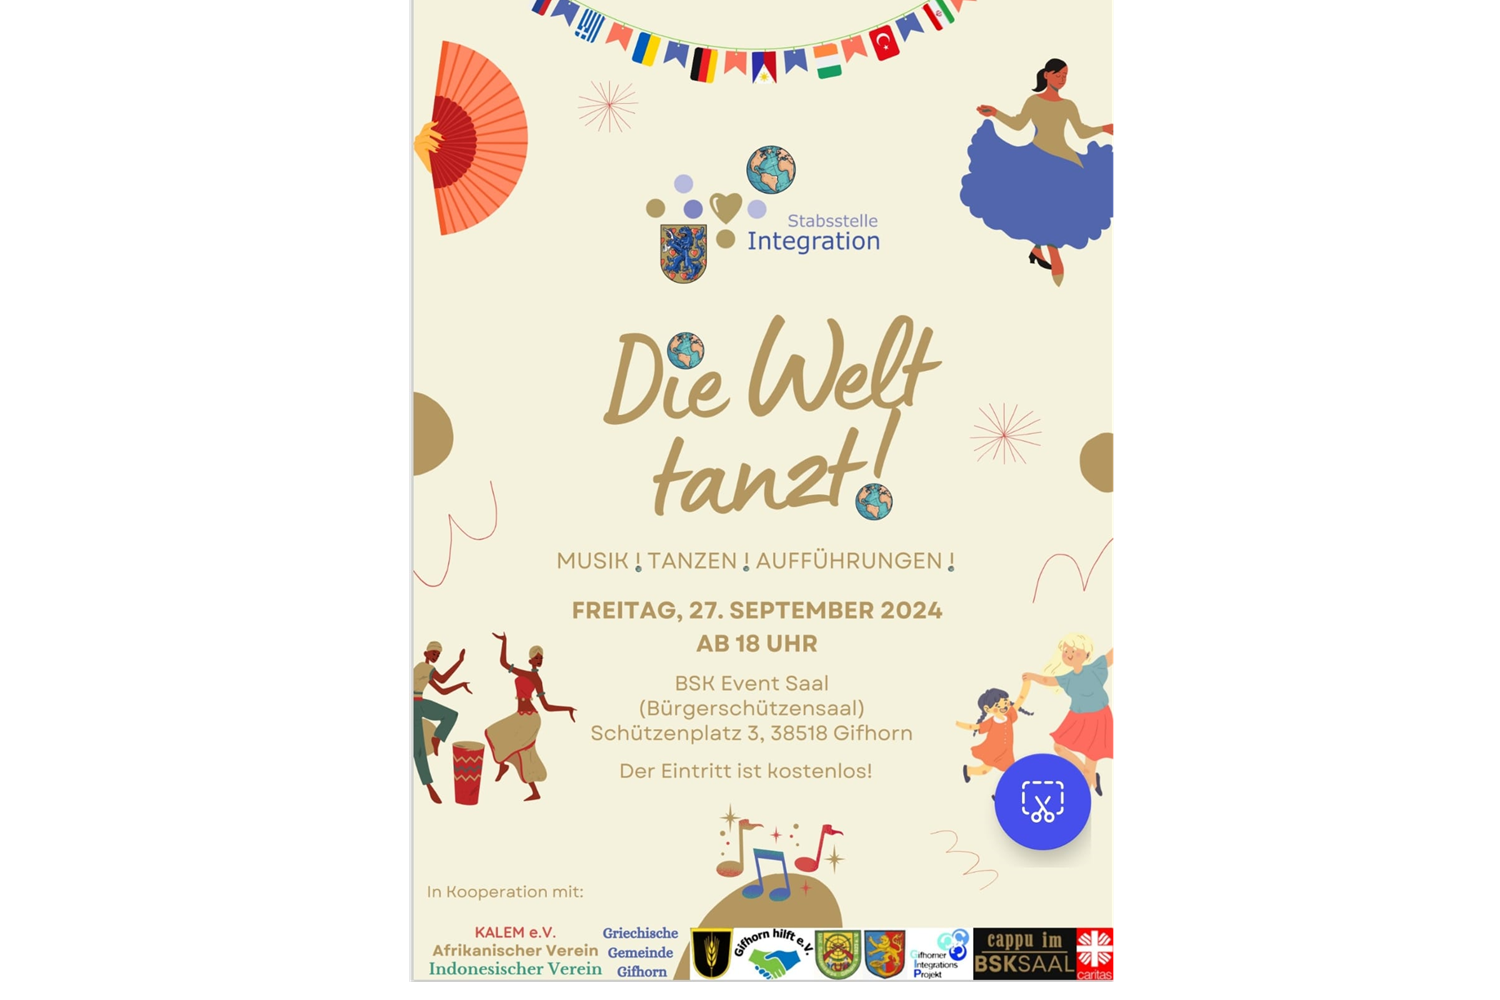 Stabsstelle
Integration
Die Welt
tanzt!
MUSIK! TANZEN! AUFFÜHRUNGEN!
FREITAG, 27. SEPTEMBER 2024
AB 18 UHR
BSK Event Saal
(Bürgerschützensaal)
Schützenplatz 3, 38518 Gifhorn
Der Eintritt ist kostenlos!
In Kooperation mit:
KALEM e.V.
Afrikanischer Verein
Indonesischer Verein
Griechische
Gemeinde
Gifhorn
Gifhorn hilft e.V.
Gifhorner
Integrations
Projekt
cappu im
BSKSAAL
caritas